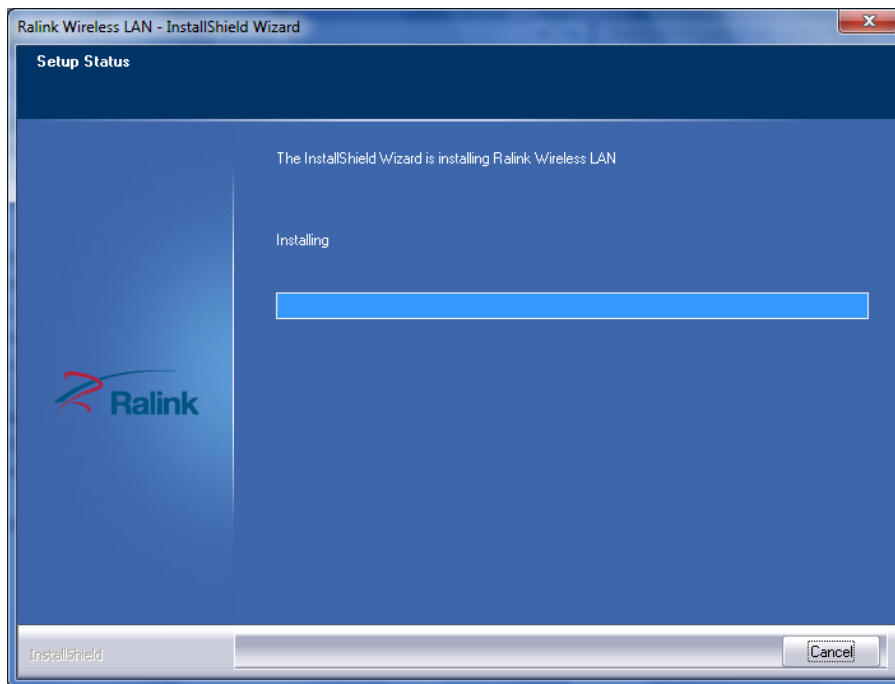 Ralink Wireless LAN - InstallShield Wizard
Setup Status
The InstallShield Wizard is installing Ralink Wireless LAN
Installing
Ralink
InstallShield
Cancel